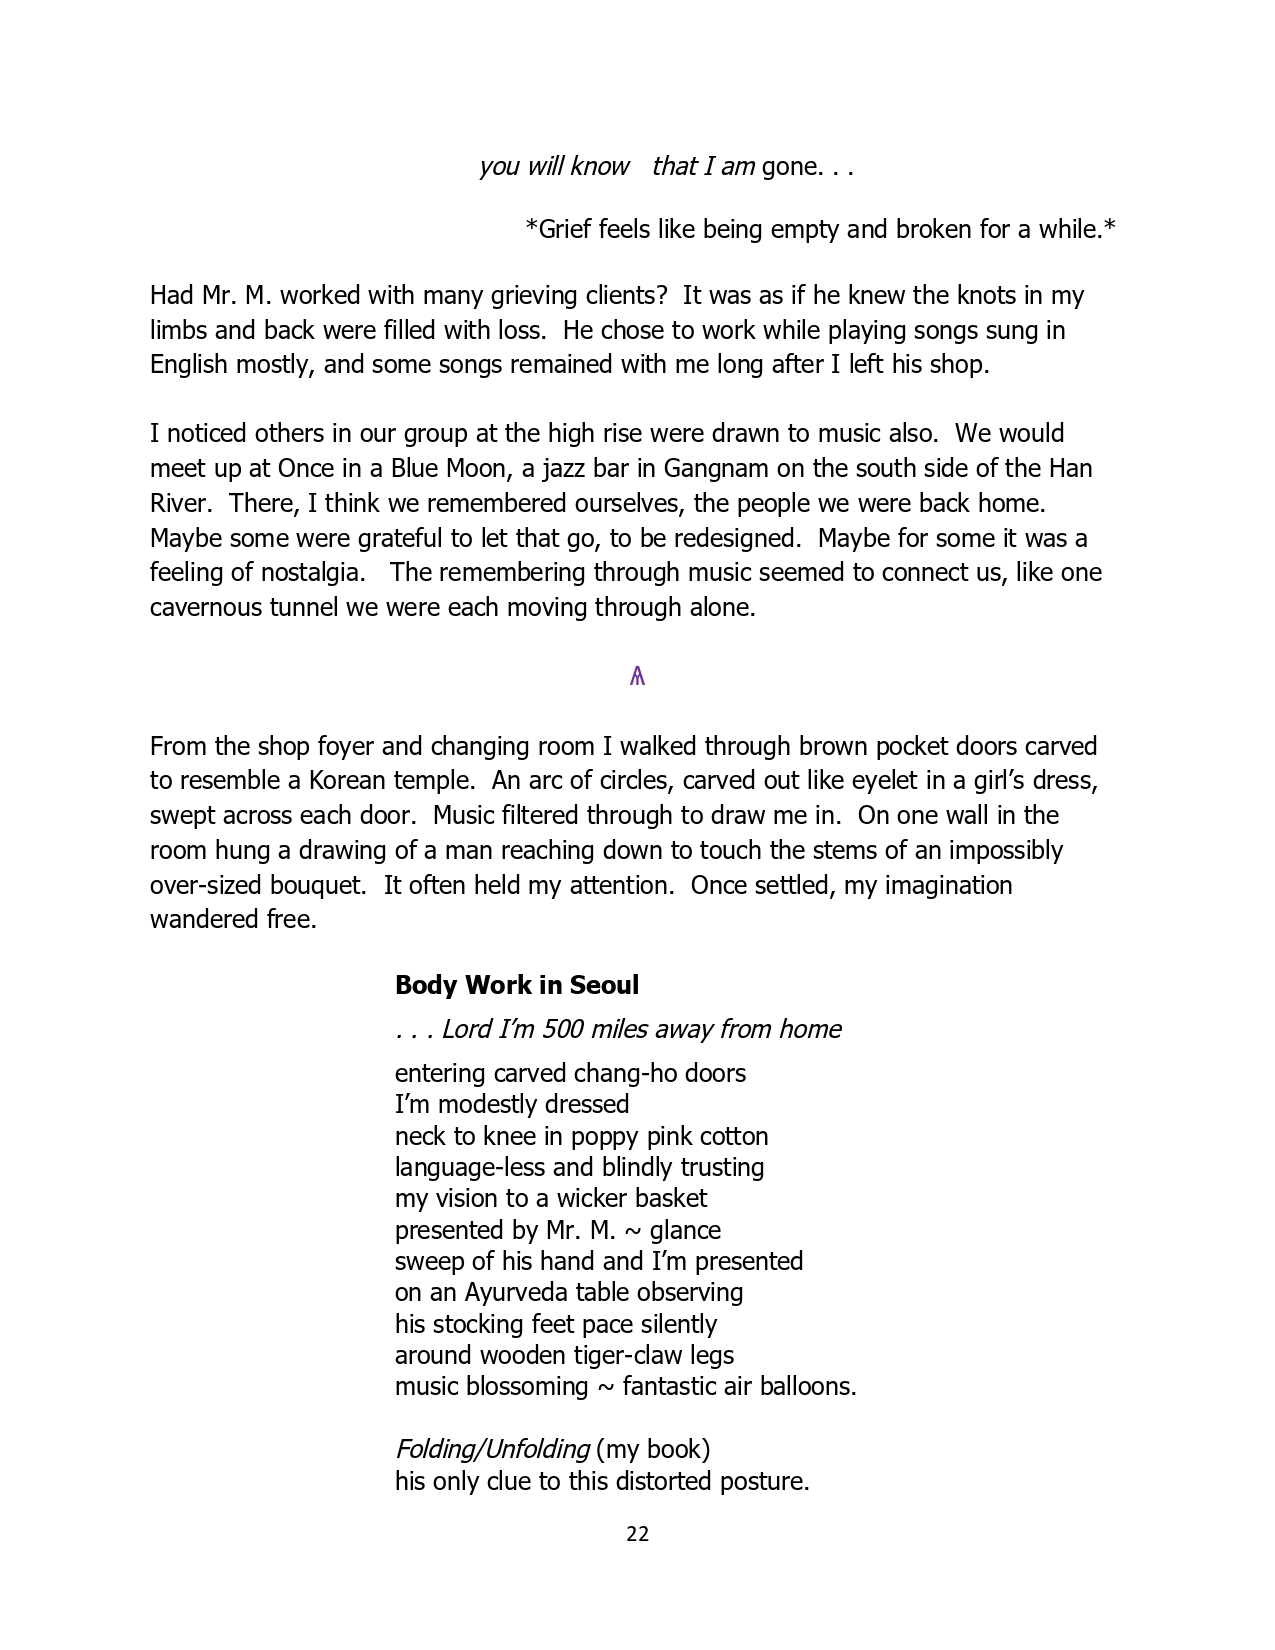 you will know   that I am gone. . .
*Grief feels like being empty and broken for a while.*
Had Mr. M. worked with many grieving clients?  It was as if he knew the knots in my
limbs and back were filled with loss.  He chose to work while playing songs sung in
English mostly, and some songs remained with me long after I left his shop.
I noticed others in our group at the high rise were drawn to music also.  We would
meet up at Once in a Blue Moon, a jazz bar in Gangnam on the south side of the Han
River.  There, I think we remembered ourselves, the people we were back home.
Maybe some were grateful to let that go, to be redesigned.  Maybe for some it was a
feeling of nostalgia.   The remembering through music seemed to connect us, like one
cavernous tunnel we were each moving through alone.
From the shop foyer and changing room I walked through brown pocket doors carved
to resemble a Korean temple.  An arc of circles, carved out like eyelet in a girl’s dress,
swept across each door.  Music filtered through to draw me in.  On one wall in the
room hung a drawing of a man reaching down to touch the stems of an impossibly
over-sized bouquet.  It often held my attention.  Once settled, my imagination
wandered free.
Body Work in Seoul
. . . Lord I’m 500 miles away from home
entering carved chang-ho doors
I’m modestly dressed
neck to knee in poppy pink cotton
language-less and blindly trusting
my vision to a wicker basket
presented by Mr. M. ~ glance
sweep of his hand and I’m presented
on an Ayurveda table observing
his stocking feet pace silently
around wooden tiger-claw legs
music blossoming ~ fantastic air balloons.
Folding/Unfolding (my book)
his only clue to this distorted posture.
22